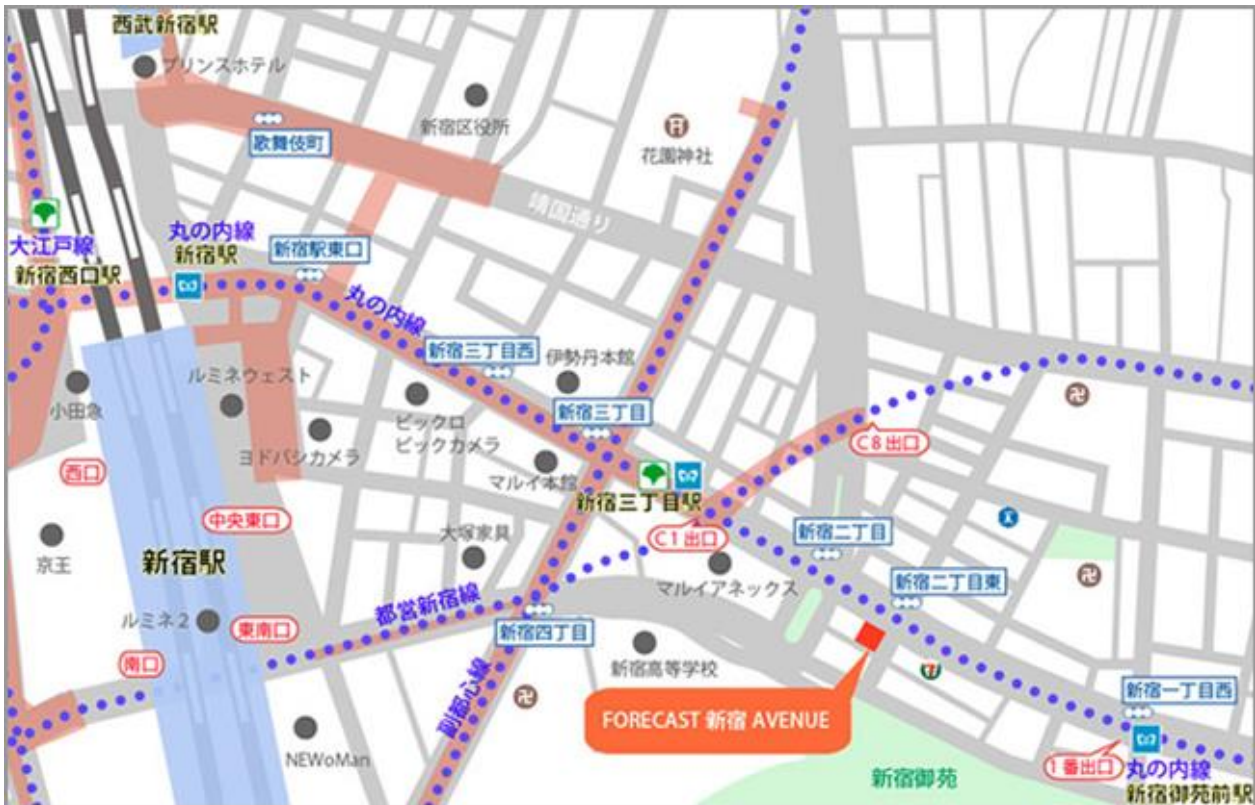 西武新宿駅
プリンスホテル
新宿区役所
歌舞伎町
花園神社
靖国通り
大江戸線
新宿西口駅
丸の内線
新宿駅
新宿駅東口
丸の内線
新宿三丁目西
伊勢丹本館
小田急
ルミネウェスト
ビックロ
ビックカメラ
新宿三丁目
C8出口
ヨドバシカメラ
マルイ本館
西口
新宿三丁目駅
中央東口
大塚家具
C1出口
新宿二丁目
京王
新宿駅
マルイアネックス
新宿二丁目東
都営新宿線
ルミネ2
東南口
新宿四丁目
南口
新宿高等学校
副都心線
FORECAST 新宿 AVENUE
新宿一丁目西
NEWoMan
新宿御苑
1番出口
丸の内線
新宿御苑前駅